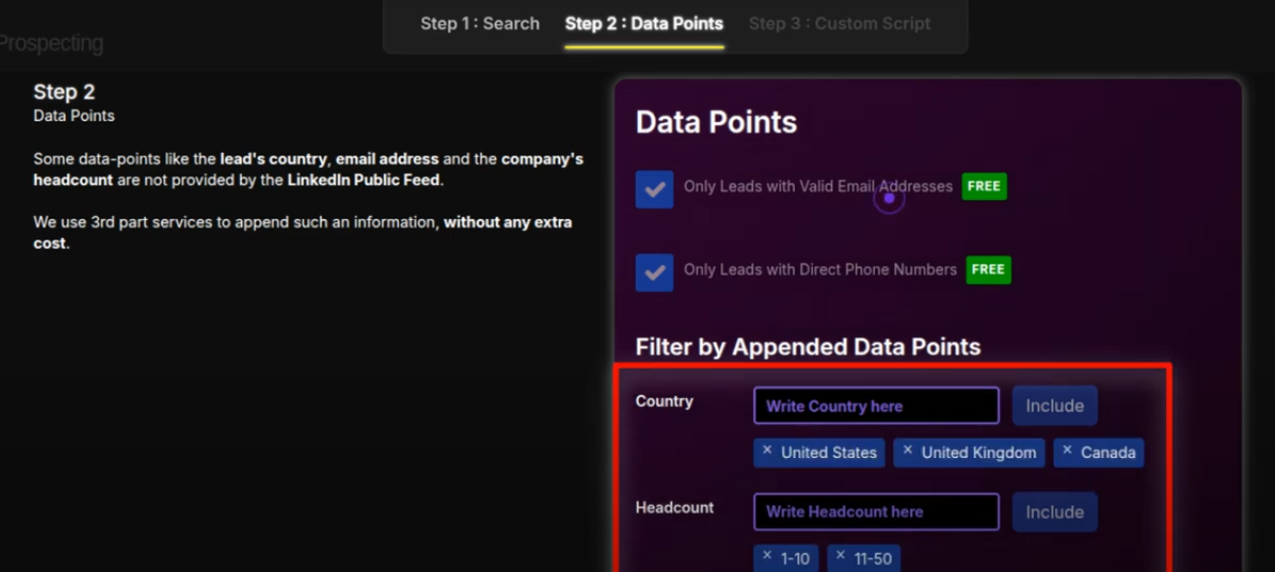 Step 1 : Search Step 2 : Data Points Step 3 : Custom Script
Prospecting
Step 2
Data Points
Some data-points like the lead's country, email address and the company's
headcount are not provided by the LinkedIn Public Feed.
We use 3rd part services to append such an information, without any extra
cost.
Data Points
Only Leads with Valid Email Addresses FREE
Only Leads with Direct Phone Numbers FREE
Filter by Appended Data Points
Country Write Country here Include
× United States × United Kingdom × Canada
Headcount Write Headcount here Include
× 1-10 × 11-50